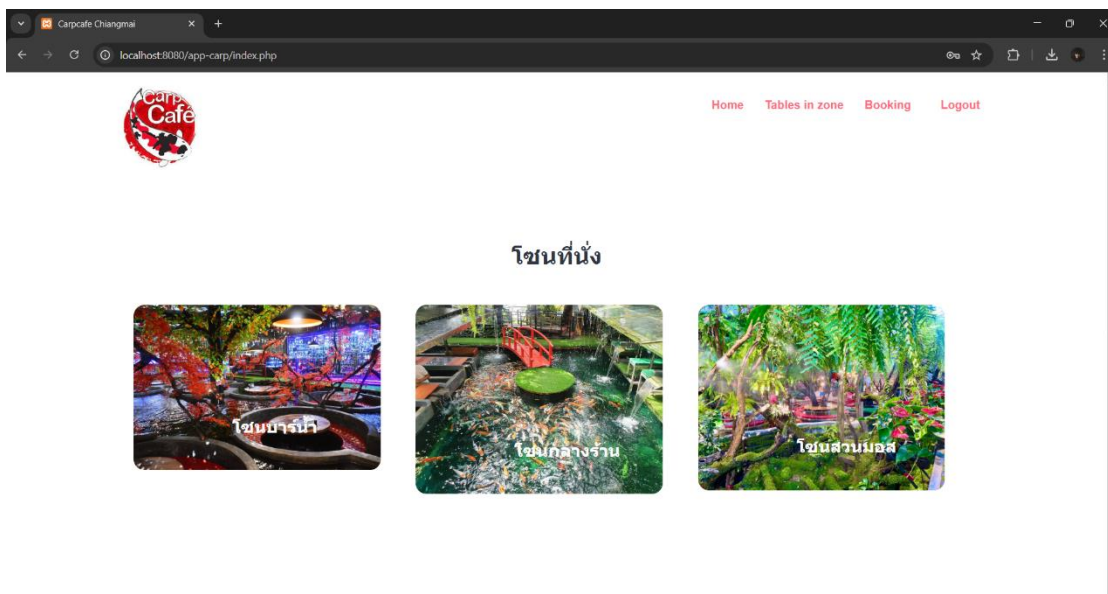 Carpcafe Chiangmai
localhost:8080/app-carp/index.php
Carp
Cafe
Home Tables in zone Booking Logout
โซนที่นั่ง
โซนบาร์น้ำ
โซนกลางร้าน
โซนสวนมอส